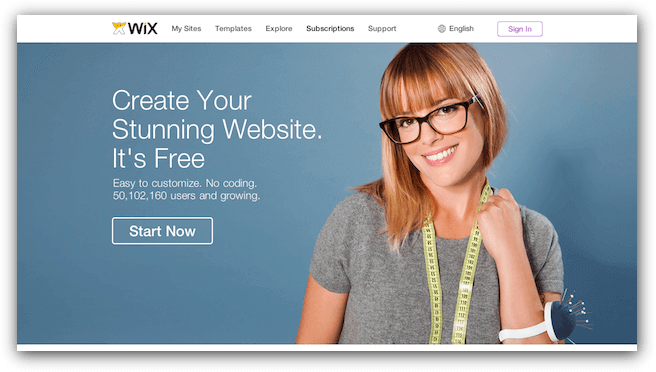 WiX My Sites Templates Explore Subscriptions Support English Sign In
Create Your
Stunning Website.
It's Free
Easy to customize. No coding.
50,102,160 users and growing.
Start Now